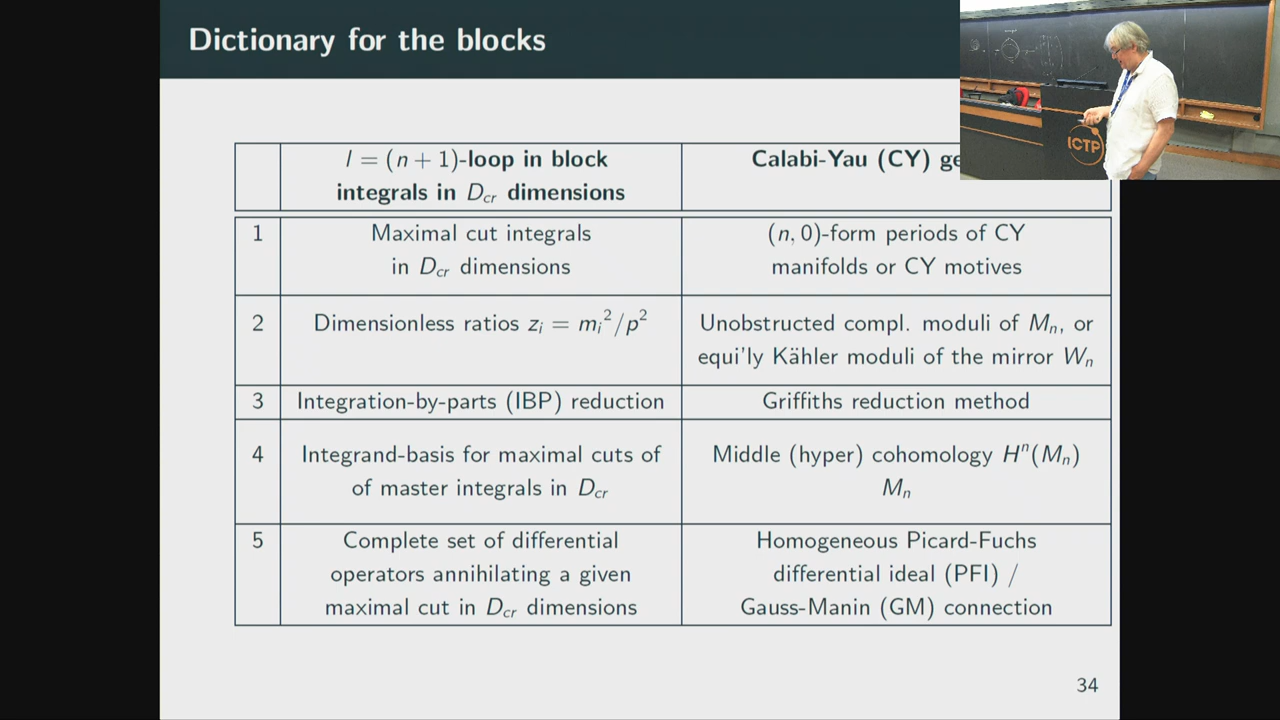 Dictionary for the blocks
l = (n + 1)-loop in block
integrals in D_cr dimensions
Calabi-Yau (CY) ge
ICTP
1
Maximal cut integrals
in D_cr dimensions
(n, 0)-form periods of CY
manifolds or CY motives
2
Dimensionless ratios z_i = m_i²/p²
Unobstructed compl. moduli of M_n, or
equi'ly Kähler moduli of the mirror W_n
3
Integration-by-parts (IBP) reduction
Griffiths reduction method
4
Integrand-basis for maximal cuts of
of master integrals in D_cr
Middle (hyper) cohomology Hⁿ(M_n)
M_n
5
Complete set of differential
operators annihilating a given
maximal cut in D_cr dimensions
Homogeneous Picard-Fuchs
differential ideal (PFI) /
Gauss-Manin (GM) connection
34